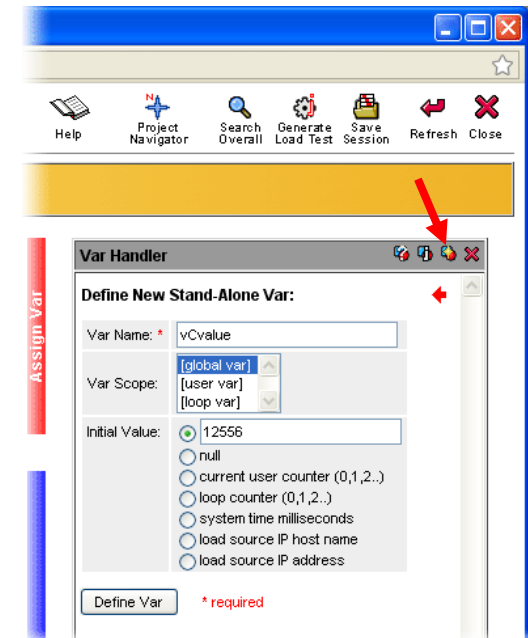 N
Help
Project Navigator
Search Overall
Generate Load Test
Save Session
Refresh
Close
Assign Var
Var Handler
Define New Stand-Alone Var:
Var Name: * vCvalue
Var Scope:
[global var]
[user var]
[loop var]
Initial Value: 12556
null
current user counter (0,1,2..)
loop counter (0,1,2..)
system time milliseconds
load source IP host name
load source IP address
Define Var * required